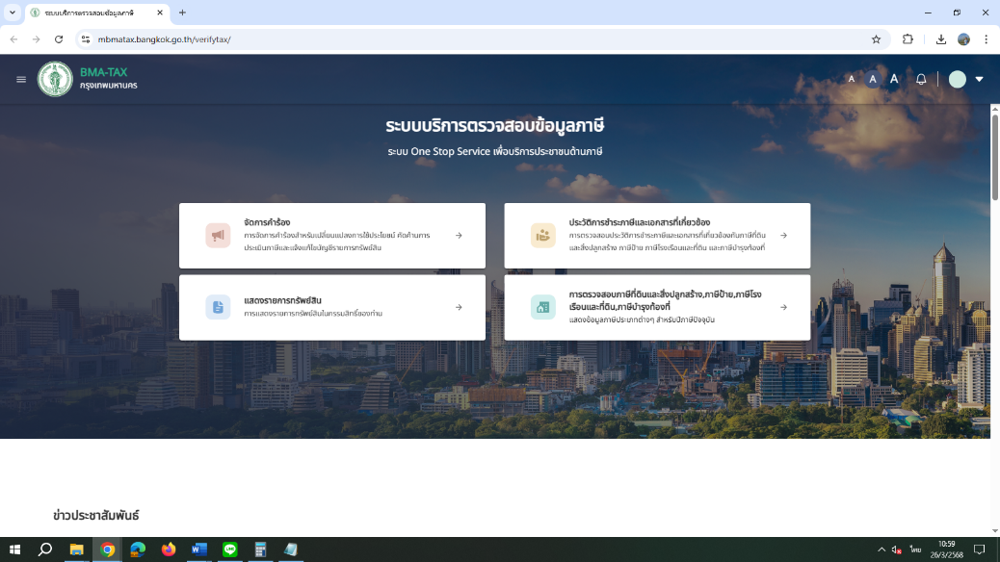 ระบบบริการตรวจสอบข้อมูลภาษี
mbmatax.bangkok.go.th/verifytax/
BMA-TAX
กรุงเทพมหานคร
A A A
ระบบบริการตรวจสอบข้อมูลภาษี
ระบบ One Stop Service เพื่อบริการประชาชนด้านภาษี
จัดการคำร้อง
การจัดการคำร้องสำหรับเปลี่ยนแปลงการใช้ประโยชน์ คัดค้านการ
ประเมินภาษีและแจ้งแก้ไขบัญชีรายการทรัพย์สิน
ประวัติการชำระภาษีและเอกสารที่เกี่ยวข้อง
การตรวจสอบประวัติการชำระภาษีและเอกสารที่เกี่ยวข้องกับภาษีที่ดิน
และสิ่งปลูกสร้าง ภาษีป้าย ภาษีโรงเรือนและที่ดิน และภาษีบำรุงท้องที่
แสดงรายการทรัพย์สิน
การแสดงรายการทรัพย์สินในกรรมสิทธิ์ของท่าน
การตรวจสอบภาษีที่ดินและสิ่งปลูกสร้าง,ภาษีป้าย,ภาษีโรง
เรือนและที่ดิน,ภาษีบำรุงท้องที่
แสดงข้อมูลภาษีประเภทต่างๆ สำหรับปีภาษีปัจจุบัน
ข่าวประชาสัมพันธ์
ไทย
10:59
26/3/2568